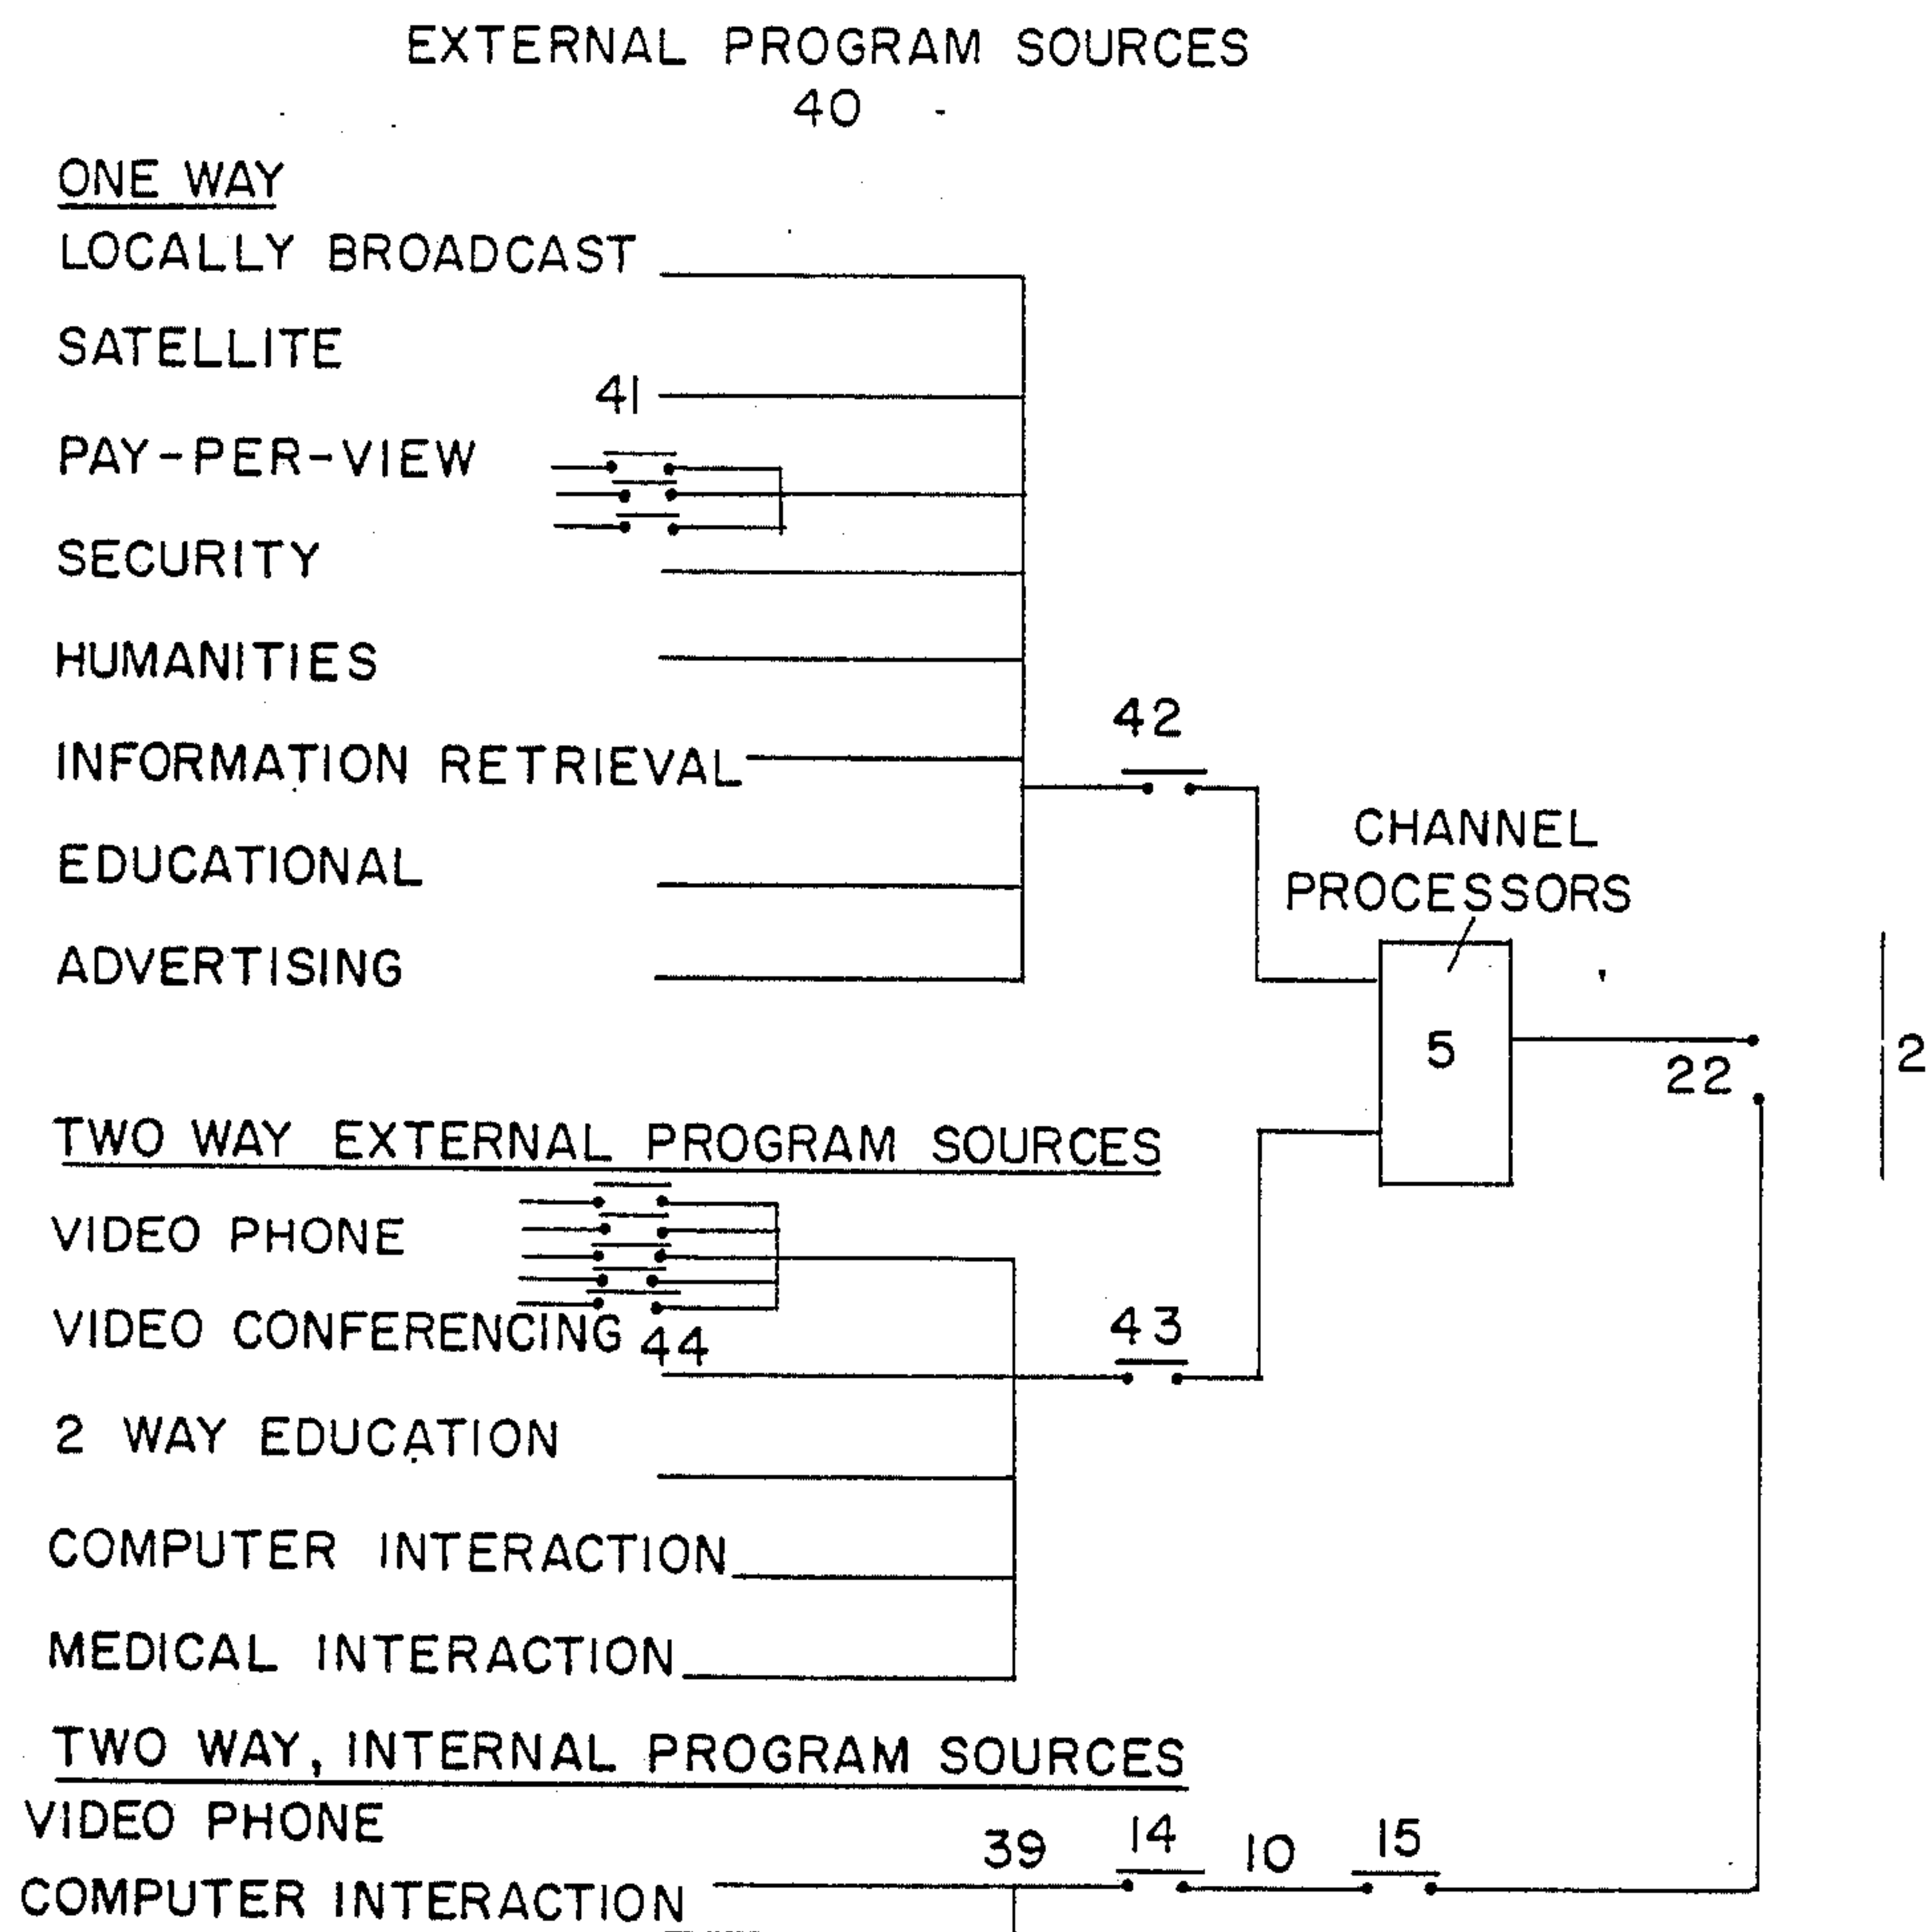 EXTERNAL PROGRAM SOURCES
40
ONE WAY
LOCALLY BROADCAST
SATELLITE
41
PAY-PER-VIEW
SECURITY
HUMANITIES
INFORMATION RETRIEVAL
42
EDUCATIONAL
CHANNEL
PROCESSORS
ADVERTISING
5
22
2
TWO WAY EXTERNAL PROGRAM SOURCES
VIDEO PHONE
VIDEO CONFERENCING
44
43
2 WAY EDUCATION
COMPUTER INTERACTION
MEDICAL INTERACTION
TWO WAY, INTERNAL PROGRAM SOURCES
VIDEO PHONE
39
14
10
15
COMPUTER INTERACTION